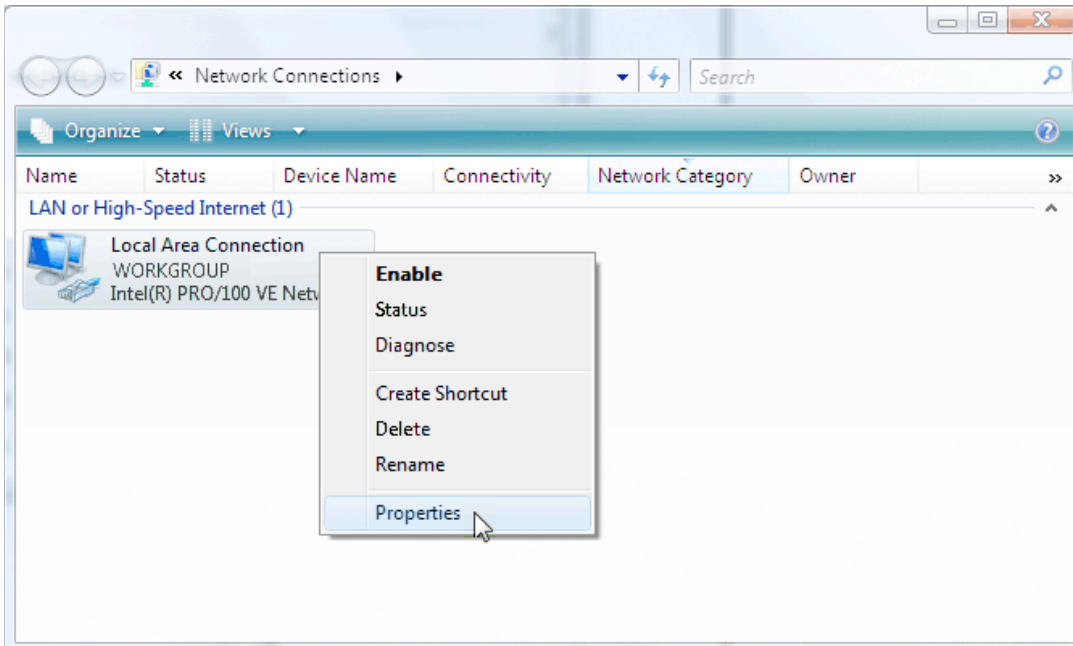 « Network Connections
Search
Organize Views
Name Status Device Name Connectivity Network Category Owner »
LAN or High-Speed Internet (1)
Local Area Connection
WORKGROUP
Intel(R) PRO/100 VE
Enable
Status
Diagnose
Create Shortcut
Delete
Rename
Properties